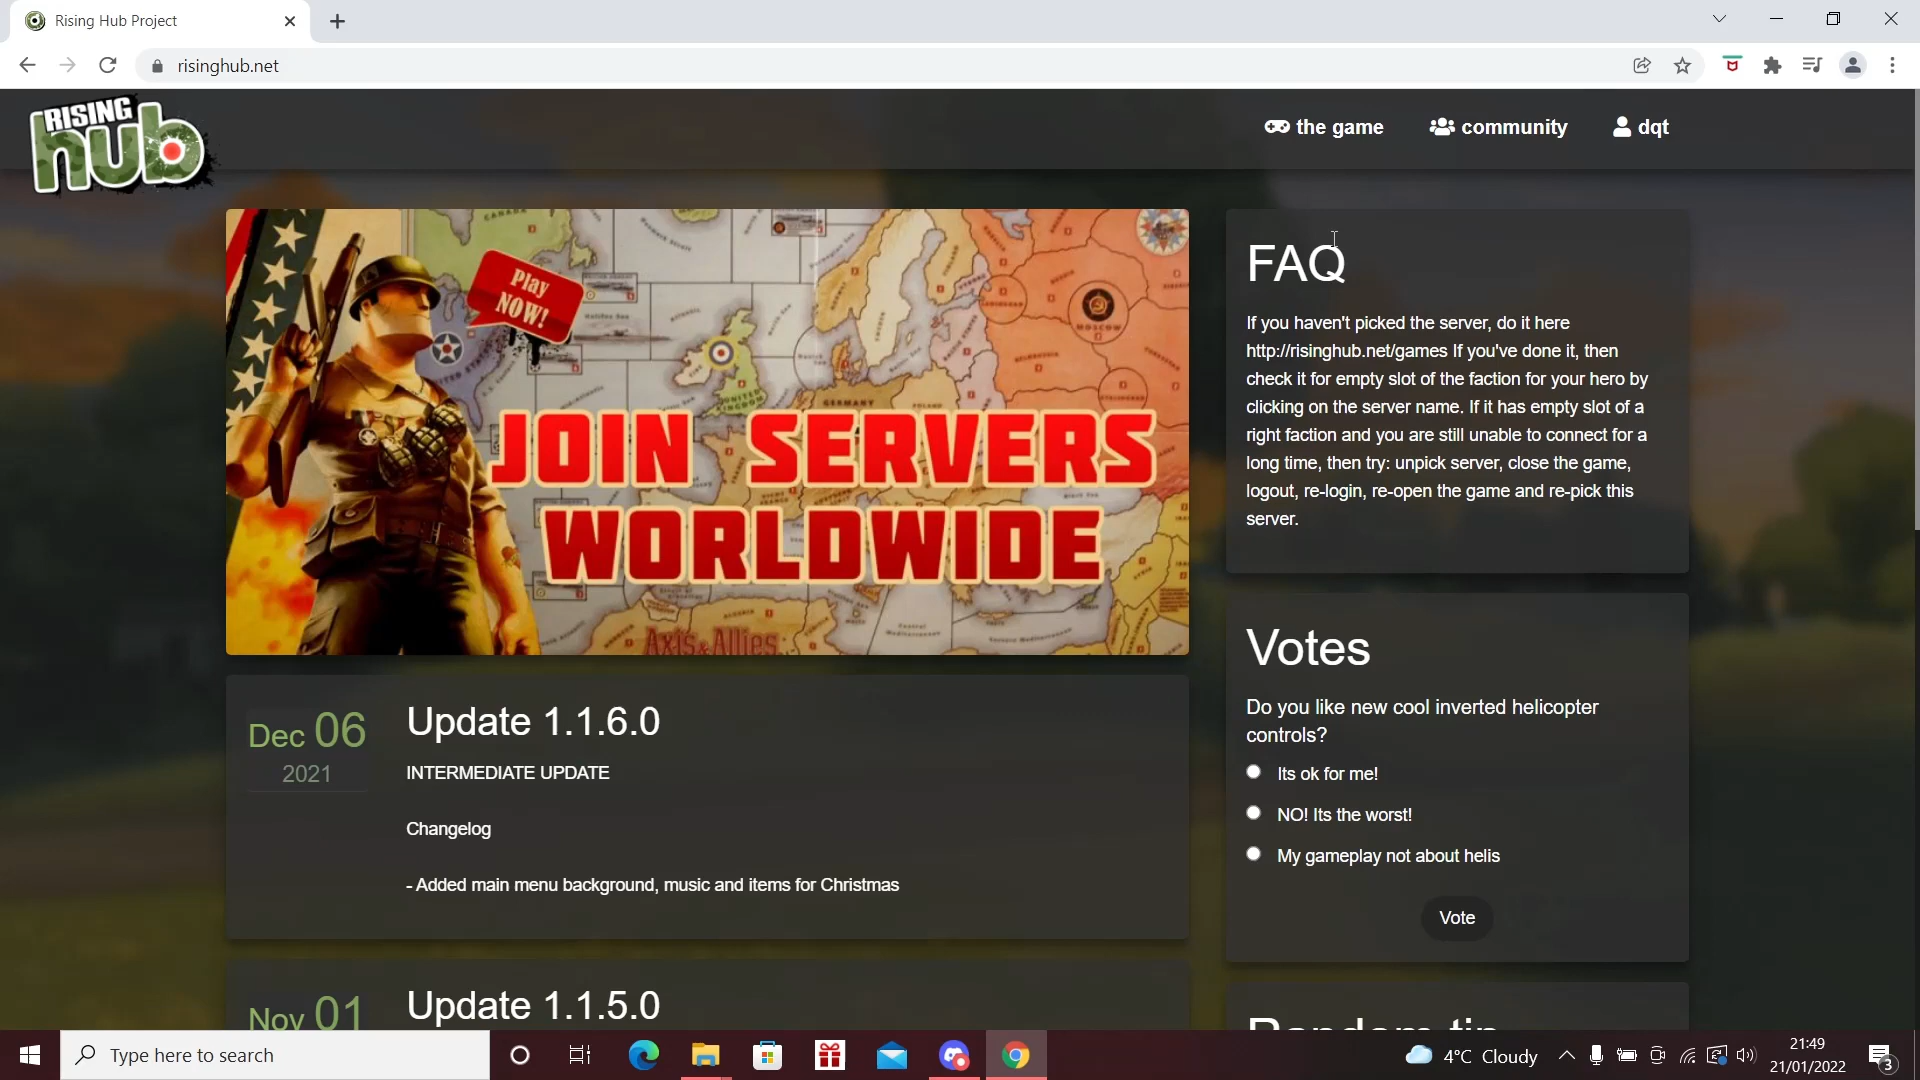 Rising Hub Project
risinghub.net
RISING
hub
the game
community
dqt
Play
NOW!
JOIN SERVERS
WORLDWIDE
CANADA
MOSCOW
GERMANY
Axis & Allies
FAQ
If you haven't picked the server, do it here
http://risinghub.net/games If you've done it, then
check it for empty slot of the faction for your hero by
clicking on the server name. If it has empty slot of a
right faction and you are still unable to connect for a
long time, then try: unpick server, close the game,
logout, re-login, re-open the game and re-pick this
server.
Votes
Do you like new cool inverted helicopter
controls?
Its ok for me!
NO! Its the worst!
My gameplay not about helis
Vote
Dec 06
2021
Update 1.1.6.0
INTERMEDIATE UPDATE
Changelog
- Added main menu background, music and items for Christmas
Nov 01
Update 1.1.5.0
Random tip
Type here to search
4°C Cloudy
21:49
21/01/2022
3